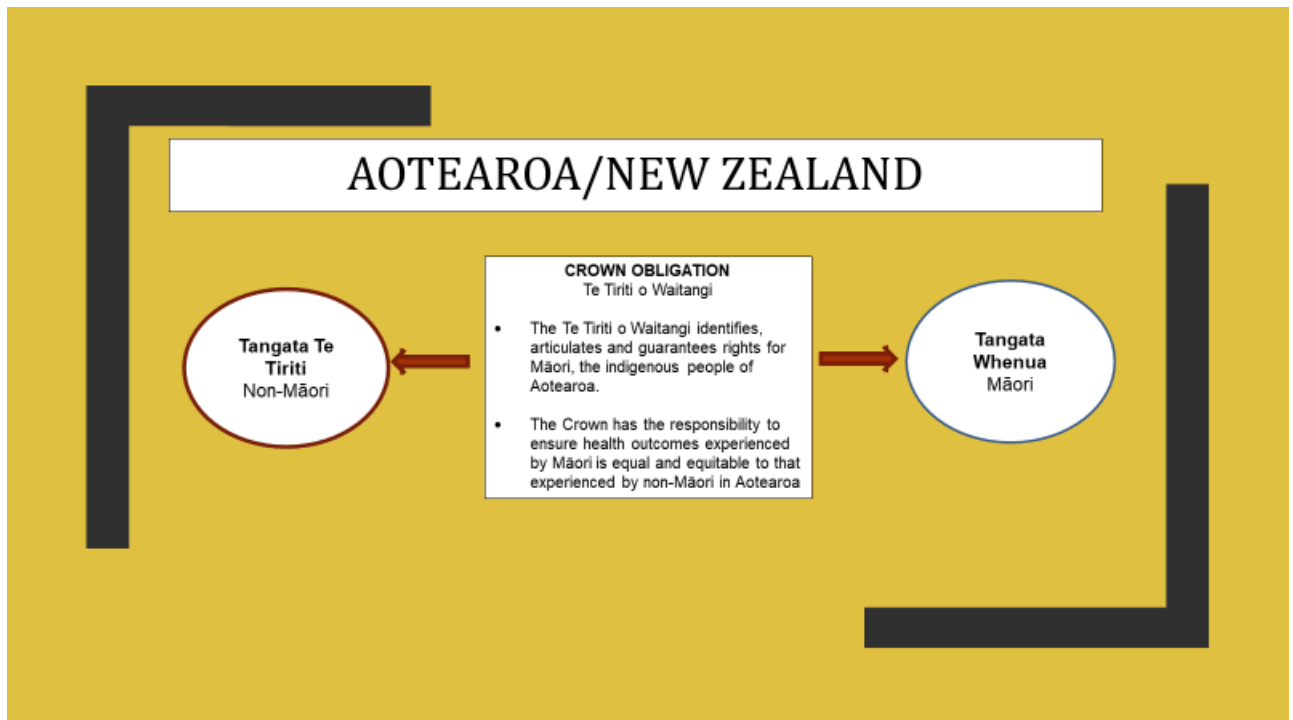 AOTEAROA/NEW ZEALAND
Tangata Te
Tiriti
Non-Māori
CROWN OBLIGATION
Te Tiriti o Waitangi
• The Te Tiriti o Waitangi identifies,
articulates and guarantees rights for
Māori, the indigenous people of
Aotearoa.
• The Crown has the responsibility to
ensure health outcomes experienced
by Māori is equal and equitable to that
experienced by non-Māori in Aotearoa
Tangata
Whenua
Māori